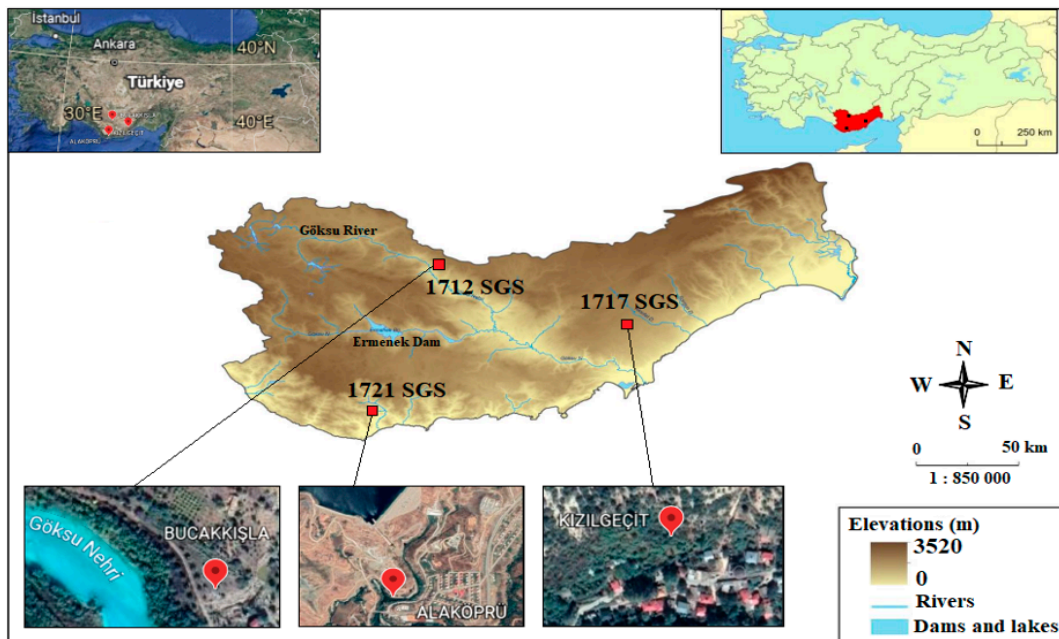 İstanbul
Ankara
40°N
Türkiye
30°E
40°E
ALAKÖPRÜ
0 250 km
Göksu River
1712 SGS
1717 SGS
Ermenek Dam
1721 SGS
N
W E
S
0 50 km
1 : 850 000
Göksu Nehri
BUCAKKIŞLA
ALAKÖPRÜ
KIZILGEÇİT
Elevations (m)
3520
0
Rivers
Dams and lakes